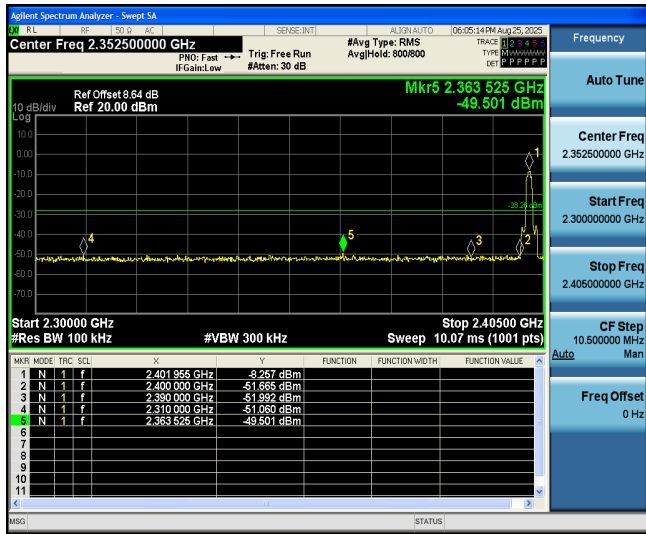 Agilent Spectrum Analyzer - Swept SA
LXI RL RF 50 Ω AC SENSE:INT ALIGN AUTO 06:05:14 PM Aug 25, 2025
Center Freq 2.352500000 GHz
PNO: Fast
IFGain:Low
Trig: Free Run
#Atten: 30 dB
#Avg Type: RMS
Avg|Hold: 800/800
TRACE 1 2 3 4 5 6
TYPE MWWWWW
DET P P P P P P
Mkr5 2.363 525 GHz
-49.501 dBm
Ref Offset 8.64 dB
10 dB/div Ref 20.00 dBm
Log
10.0
0.00
-10.0
-20.0
-30.0
-40.0
-50.0
-60.0
-70.0
-28.26 dBm
1
2
3
4
5
Start 2.30000 GHz Stop 2.40500 GHz
#Res BW 100 kHz #VBW 300 kHz Sweep 10.07 ms (1001 pts)
MKR MODE TRC SCL X Y FUNCTION FUNCTION WIDTH FUNCTION VALUE
1 N 1 f 2.401 955 GHz -8.257 dBm
2 N 1 f 2.400 000 GHz -51.665 dBm
3 N 1 f 2.390 000 GHz -51.992 dBm
4 N 1 f 2.310 000 GHz -51.060 dBm
5 N 1 f 2.363 525 GHz -49.501 dBm
6
7
8
9
10
11
MSG STATUS
Frequency
Auto Tune
Center Freq
2.352500000 GHz
Start Freq
2.300000000 GHz
Stop Freq
2.405000000 GHz
CF Step
10.500000 MHz
Auto Man
Freq Offset
0 Hz